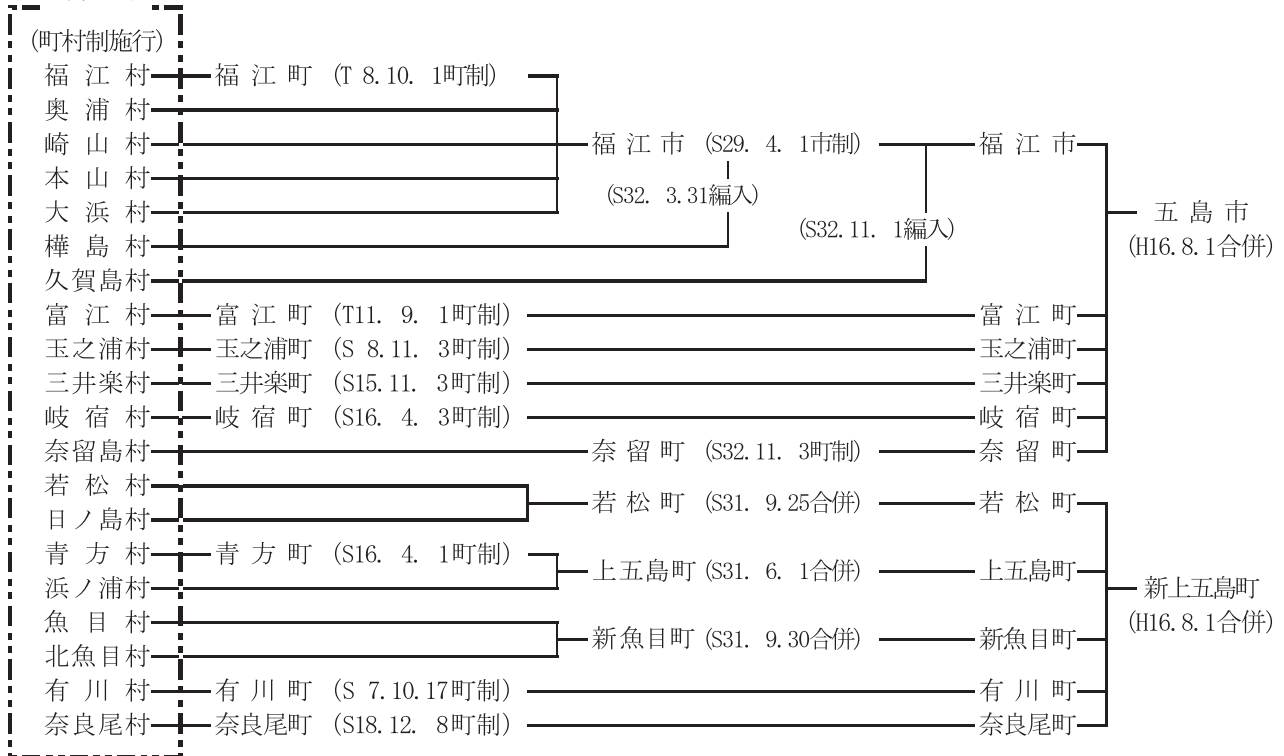 (町村制施行)
福江村 福江町 (T 8.10. 1町制)
奥浦村
崎山村 福江市 (S29. 4. 1市制) 福江市
本山村
(S32. 3.31編入)
大浜村 五島市
(S32.11. 1編入)
樺島村 (H16.8.1合併)
久賀島村
富江村 富江町 (T11. 9. 1町制) 富江町
玉之浦村 玉之浦町 (S 8.11. 3町制) 玉之浦町
三井楽村 三井楽町 (S15.11. 3町制) 三井楽町
岐宿村 岐宿町 (S16. 4. 3町制) 岐宿町
奈留島村 奈留町 (S32.11. 3町制) 奈留町
若松村
若松町 (S31. 9.25合併) 若松町
日ノ島村
青方村 青方町 (S16. 4. 1町制)
上五島町 (S31. 6. 1合併) 上五島町
浜ノ浦村 新上五島町
魚目村 (H16.8.1合併)
新魚目町 (S31. 9.30合併) 新魚目町
北魚目村
有川村 有川町 (S 7.10.17町制) 有川町
奈良尾村 奈良尾町 (S18.12. 8町制) 奈良尾町